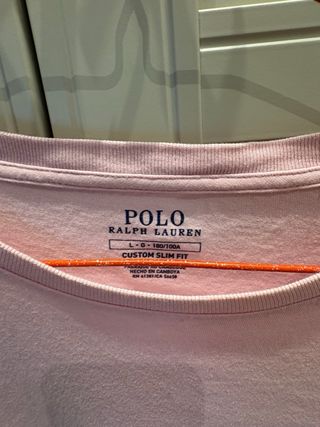 POLO
RALPH LAUREN
L - G - 180/100A
CUSTOM SLIM FIT
HECHO EN CAMBOYA